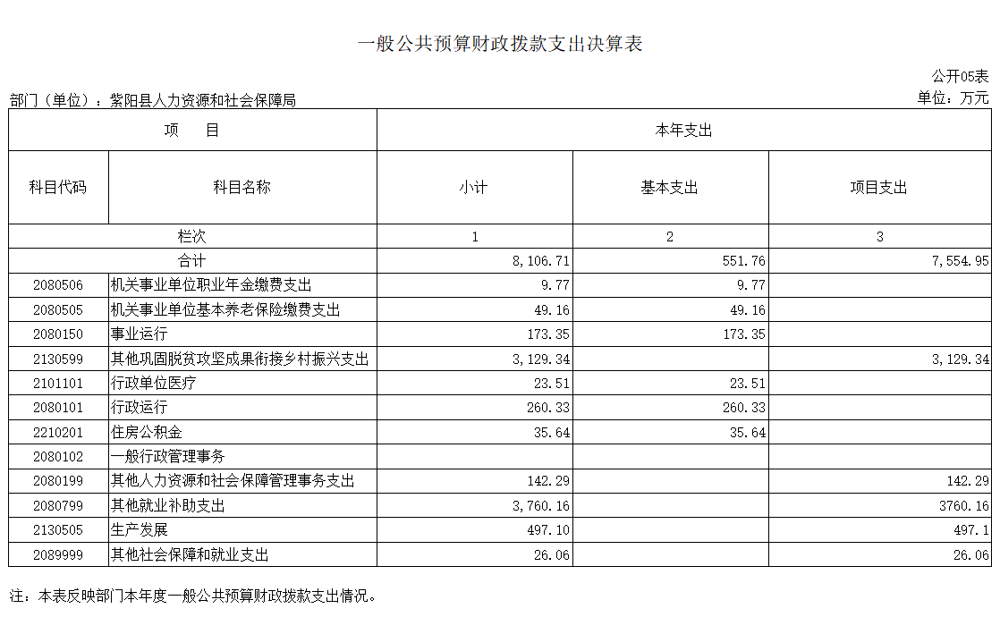 一般公共预算财政拨款支出决算表
公开05表
部门（单位）：紫阳县人力资源和社会保障局 单位：万元
项 目 本年支出
科目代码 科目名称 小计 基本支出 项目支出
栏次 1 2 3
合计 8,106.71 551.76 7,554.95
2080506 机关事业单位职业年金缴费支出 9.77 9.77
2080505 机关事业单位基本养老保险缴费支出 49.16 49.16
2080150 事业运行 173.35 173.35
2130599 其他巩固脱贫攻坚成果衔接乡村振兴支出 3,129.34 3,129.34
2101101 行政单位医疗 23.51 23.51
2080101 行政运行 260.33 260.33
2210201 住房公积金 35.64 35.64
2080102 一般行政管理事务
2080199 其他人力资源和社会保障管理事务支出 142.29 142.29
2080799 其他就业补助支出 3,760.16 3760.16
2130505 生产发展 497.10 497.1
2089999 其他社会保障和就业支出 26.06 26.06
注：本表反映部门本年度一般公共预算财政拨款支出情况。